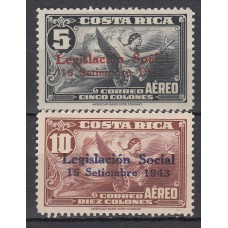 COSTA RICA
5
Legislación Social
15 Setiembre 19
CORREO AÉREO
CINCO COLONES
COSTA RICA
10
Legislación Social
15 Setiembre 1943
CORREO AÉREO
DIEZ COLONES